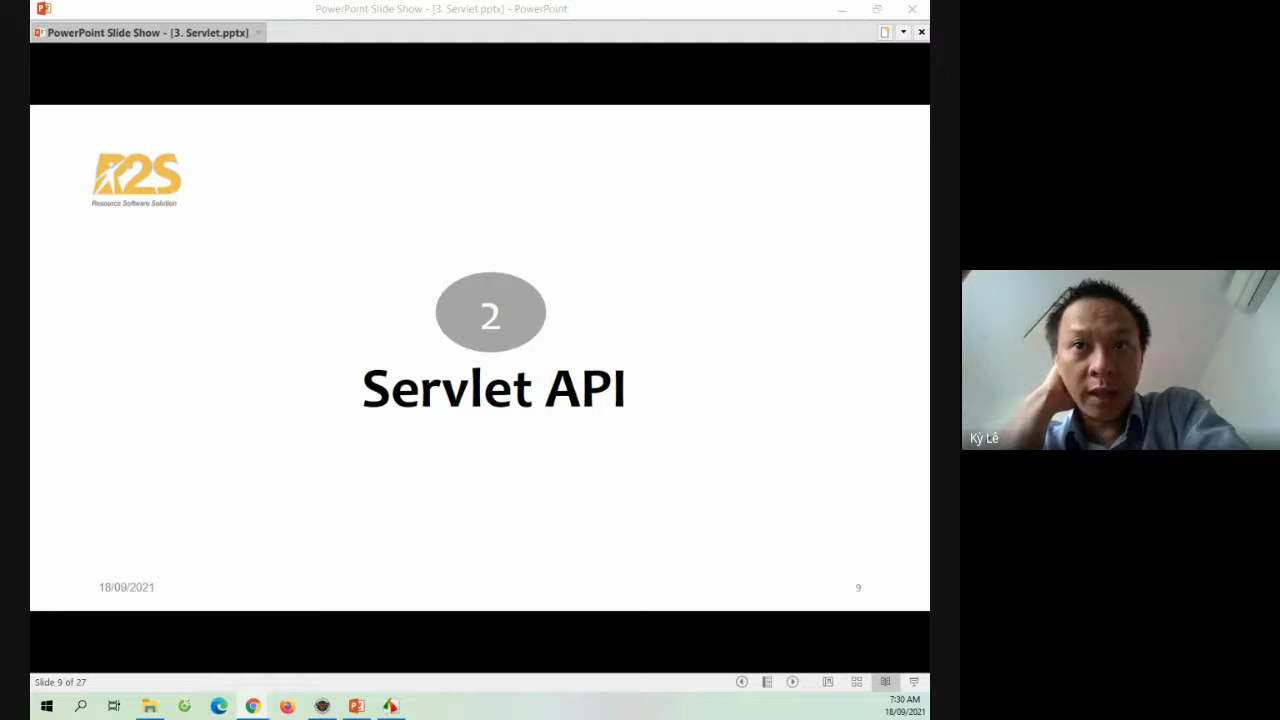 PowerPoint Slide Show - [3. Servlet.pptx] - PowerPoint
PowerPoint Slide Show - [3. Servlet.pptx]
R2S
Resource Software Solution
2
Servlet API
Kỳ Lê
18/09/2021
9
Slide 9 of 27
7:30 AM
18/09/2021